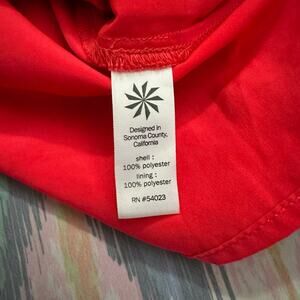 Designed in
Sonoma County,
California
shell :
100% polyester
lining :
100% polyester
RN #54023